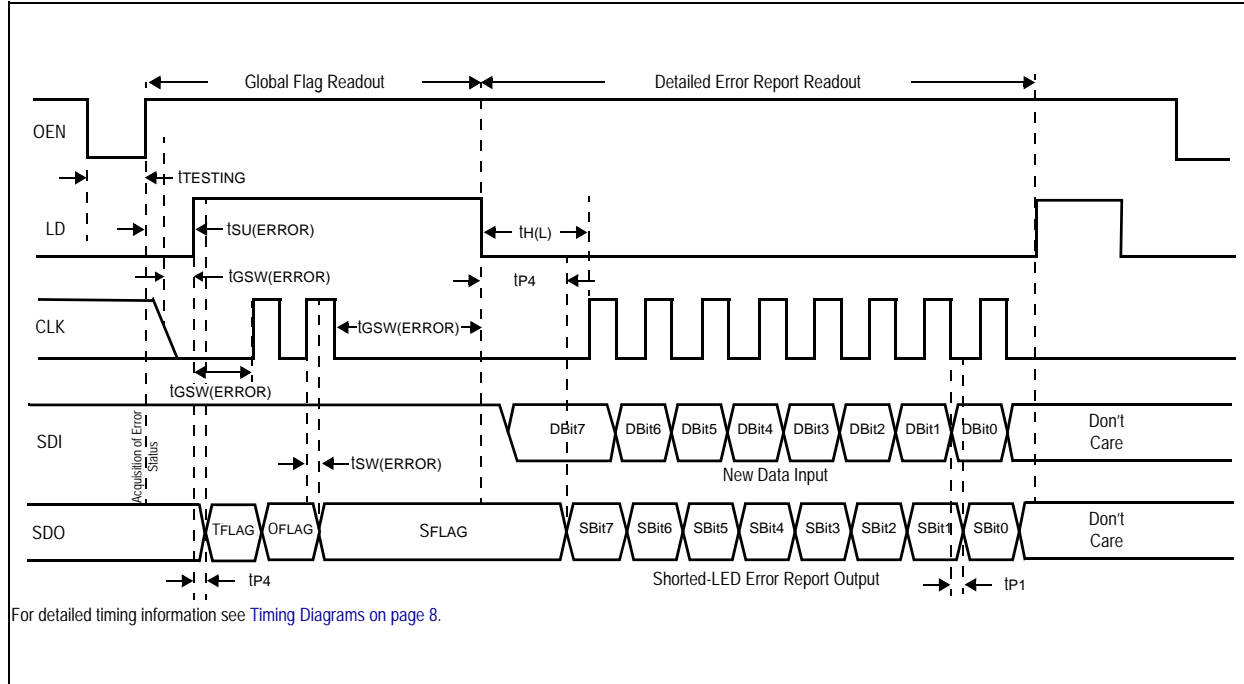 Global Flag Readout
Detailed Error Report Readout
OEN
tTESTING
LD
tSU(ERROR)
tH(L)
tGSW(ERROR)
tP4
CLK
tGSW(ERROR)
tGSW(ERROR)
Acquisition of Error
Status
SDI
DBit7 DBit6 DBit5 DBit4 DBit3 DBit2 DBit1 DBit0
Don't
Care
tSW(ERROR)
New Data Input
SDO
TFLAG OFLAG SFLAG SBit7 SBit6 SBit5 SBit4 SBit3 SBit2 SBit1 SBit0
Don't
Care
tP4
Shorted-LED Error Report Output
tP1
For detailed timing information see Timing Diagrams on page 8.